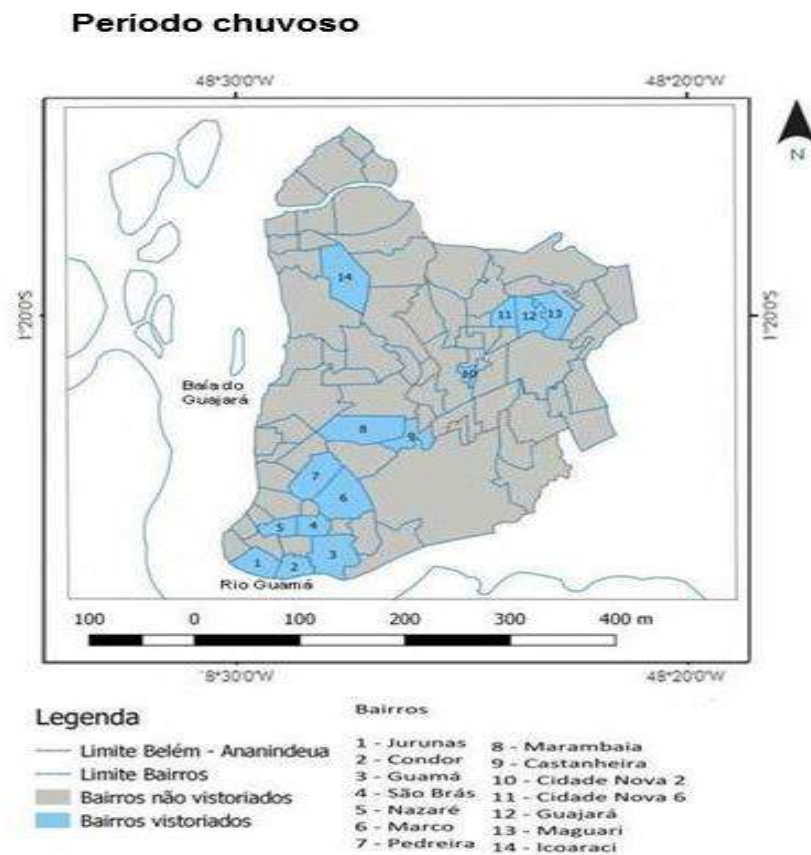 Período chuvoso
48°30'0"W 48°20'0"W
N
14
11 12 13
1°20'0S 1°20'0S
10
Baía do
Guajará
8
9
7
6
5 4
3
1 2
Rio Guamá
100 0 100 200 300 400 m
8°30'0"W 48°20'0"W
Legenda
Limite Belém - Ananindeua
Limite Bairros
Bairros não vistoriados
Bairros vistoriados
Bairros
1 - Jurunas
2 - Condor
3 - Guamá
4 - São Brás
5 - Nazaré
6 - Marco
7 - Pedreira
8 - Marambaia
9 - Castanheira
10 - Cidade Nova 2
11 - Cidade Nova 6
12 - Guajará
13 - Maguari
14 - Icoaraci